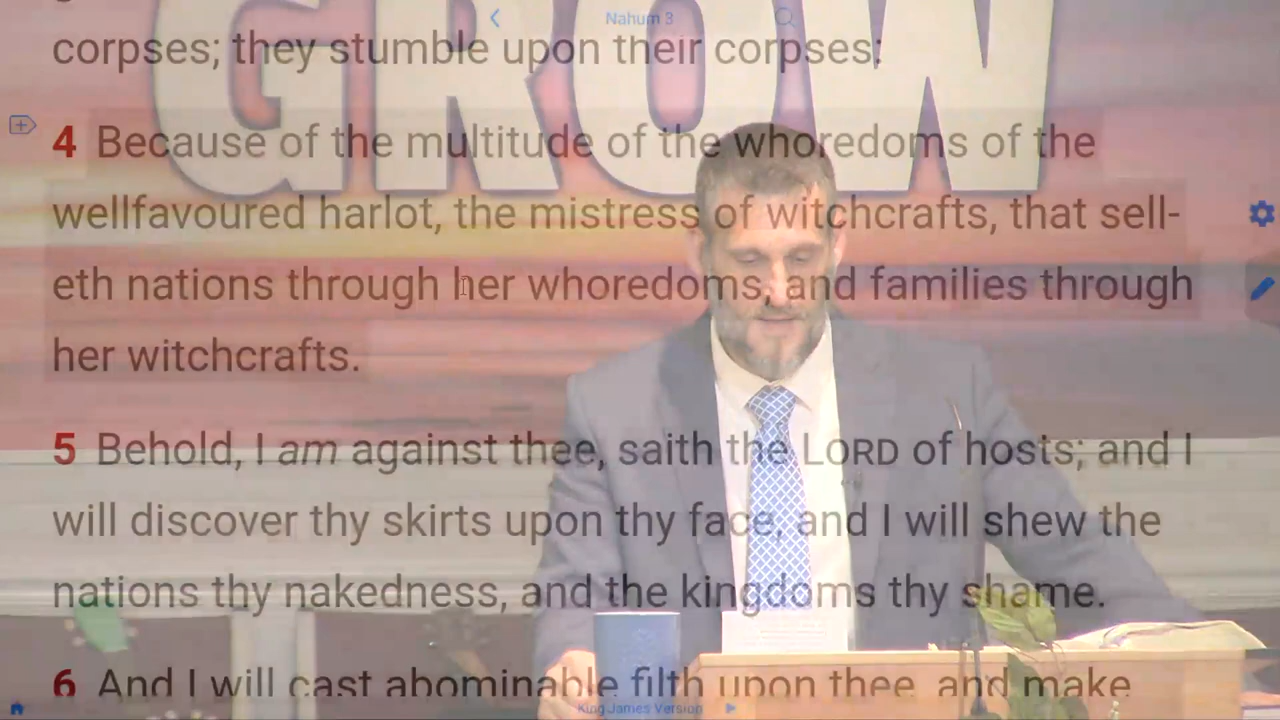 Nahum 3
GROW
corpses; they stumble upon their corpses:
4 Because of the multitude of the whoredoms of the
wellfavoured harlot, the mistress of witchcrafts, that sell-
eth nations through her whoredoms, and families through
her witchcrafts.
5 Behold, I am against thee, saith the LORD of hosts; and I
will discover thy skirts upon thy face, and I will shew the
nations thy nakedness, and the kingdoms thy shame.
6 And I will cast abominable filth upon thee, and make
King James Version